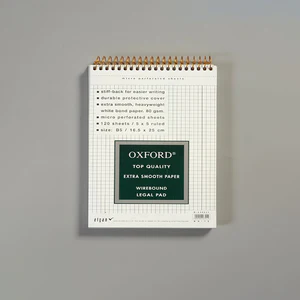 micro perforated sheets
• stiff-back for easier writing
• durable protective cover
• extra smooth, heavyweight
white bond paper. 80 gsm.
• micro perforated sheets
• 120 sheets / 5 x 5 ruled
• size: B5 / 18.5 x 25 cm
OXFORD®
TOP QUALITY
EXTRA SMOOTH PAPER
WIREBOUND
LEGAL PAD